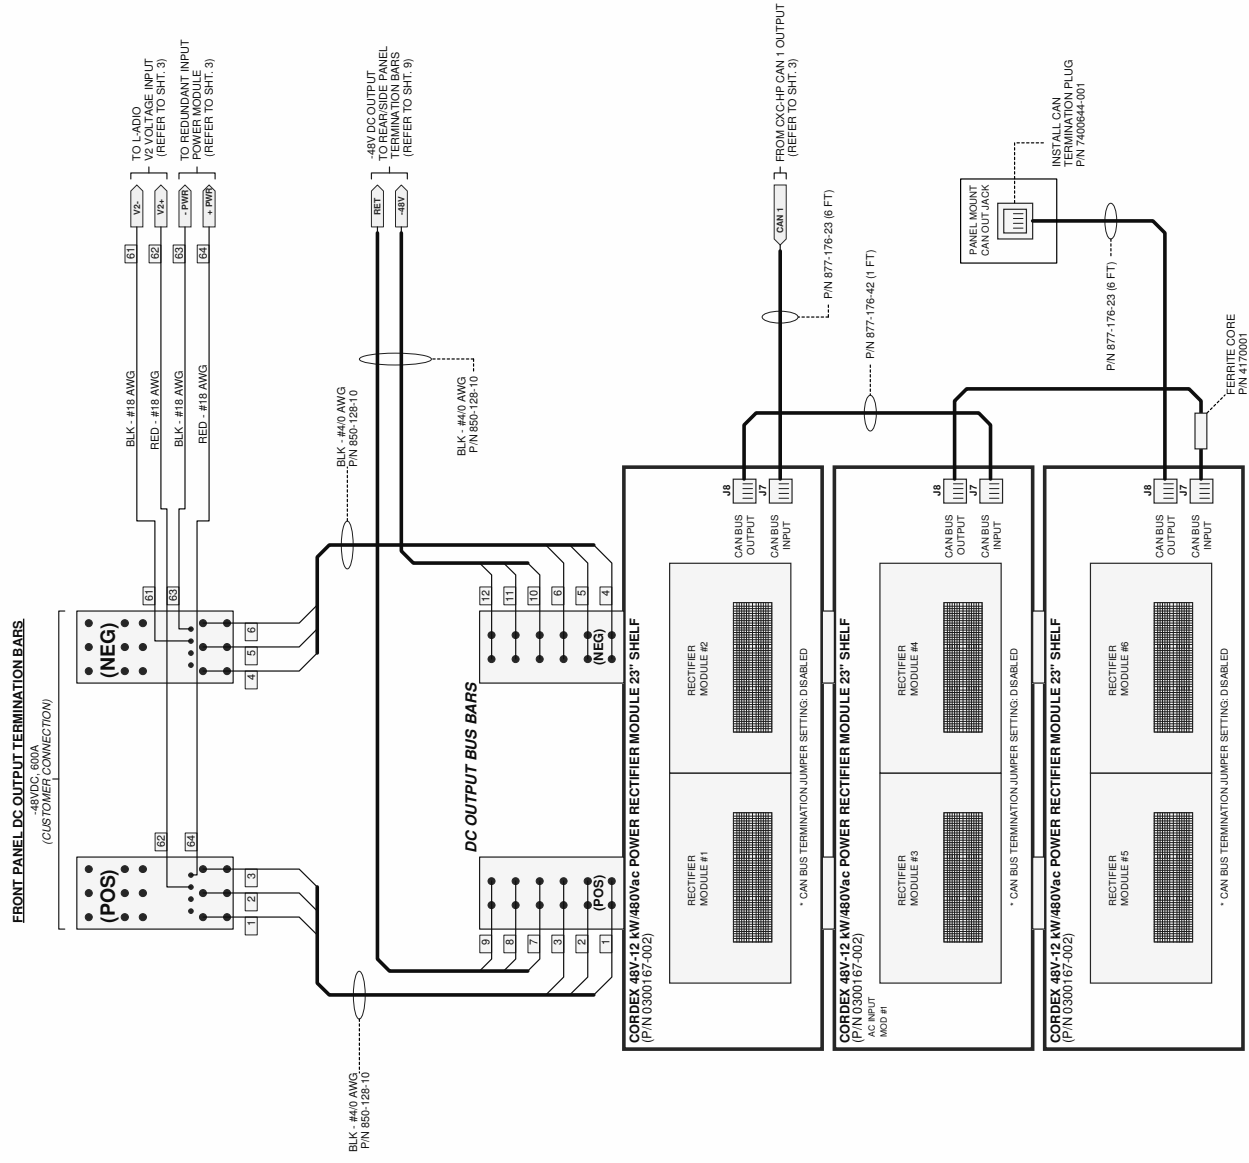 FRONT PANEL DC OUTPUT TERMINATION BARS
-48VDC, 600A
(CUSTOMER CONNECTION)
(POS)
(NEG)
1
2
3
4
5
6
62
64
61
63
BLK - #18 AWG
RED - #18 AWG
BLK - #18 AWG
RED - #18 AWG
61
62
63
64
V2-
V2+
- PWR
+ PWR
TO L-ADIO
V2 VOLTAGE INPUT
(REFER TO SHT. 3)
TO REDUNDANT INPUT
POWER MODULE
(REFER TO SHT. 3)
BLK - #4/0 AWG
P/N 850-128-10
BLK - #4/0 AWG
P/N 850-128-10
BLK - #4/0 AWG
P/N 850-128-10
RET
-48V
-48V DC OUTPUT
TO REAR/SIDE PANEL
TERMINATION BARS
(REFER TO SHT. 9)
DC OUTPUT BUS BARS
9
8
7
3
2
1
(POS)
12
11
10
6
5
4
(NEG)
CORDEX 48V-12 kW/480Vac POWER RECTIFIER MODULE 23" SHELF
(P/N 0300167-002)
RECTIFIER
MODULE #1
RECTIFIER
MODULE #2
CAN BUS
OUTPUT
J8
CAN BUS
INPUT
J7
* CAN BUS TERMINATION JUMPER SETTING: DISABLED
CAN 1
FROM CXC-HP CAN 1 OUTPUT
(REFER TO SHT. 3)
P/N 877-176-23 (6 FT)
P/N 877-176-42 (1 FT)
CORDEX 48V-12 kW/480Vac POWER RECTIFIER MODULE 23" SHELF
(P/N 0300167-002)
AC INPUT
MOD #1
RECTIFIER
MODULE #3
RECTIFIER
MODULE #4
CAN BUS
OUTPUT
J8
CAN BUS
INPUT
J7
* CAN BUS TERMINATION JUMPER SETTING: DISABLED
PANEL MOUNT
CAN OUT JACK
INSTALL CAN
TERMINATION PLUG
P/N 7400644-001
P/N 877-176-23 (6 FT)
FERRITE CORE
P/N 4170001
CORDEX 48V-12 kW/480Vac POWER RECTIFIER MODULE 23" SHELF
(P/N 0300167-002)
RECTIFIER
MODULE #5
RECTIFIER
MODULE #6
CAN BUS
OUTPUT
J8
CAN BUS
INPUT
J7
* CAN BUS TERMINATION JUMPER SETTING: DISABLED